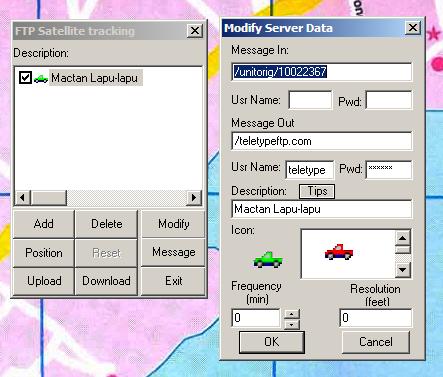 FTP Satellite tracking
Description:
Mactan Lapu-lapu
Add Delete Modify
Position Reset Message
Upload Download Exit
Modify Server Data
Message In:
/unitorig/10022367
Usr Name: Pwd:
Message Out
/teletypeftp.com
Usr Name: teletype Pwd: ******
Description: Tips
Mactan Lapu-lapu
Icon:
Frequency (min)
Resolution (feet)
0 0
OK Cancel